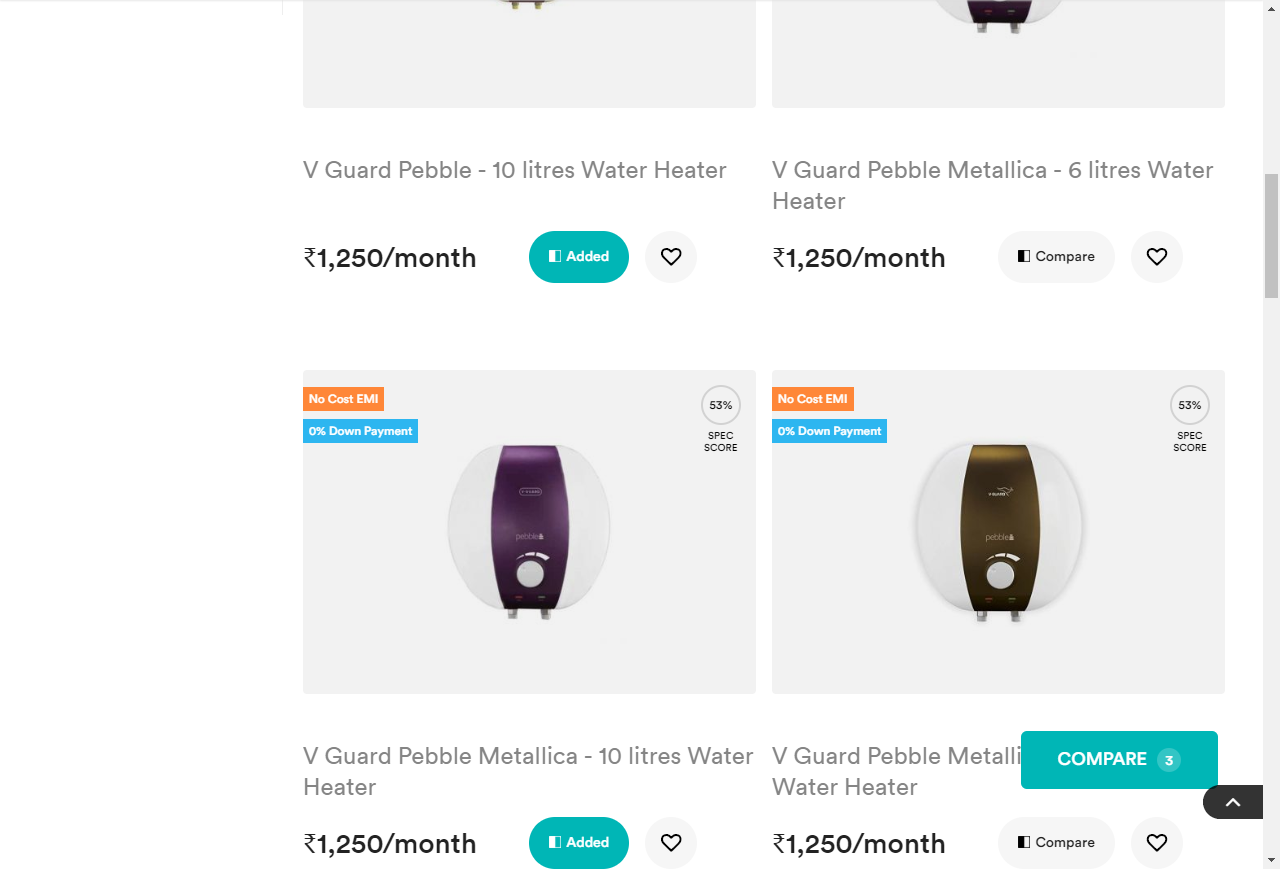 V Guard Pebble - 10 litres Water Heater
V Guard Pebble Metallica - 6 litres Water
Heater
₹1,250/month
Added
₹1,250/month
Compare
No Cost EMI
0% Down Payment
53%
SPEC
SCORE
pebble
No Cost EMI
0% Down Payment
53%
SPEC
SCORE
V GUARD
pebble
V Guard Pebble Metallica - 10 litres Water
Heater
V Guard Pebble Metalli
Water Heater
COMPARE 3
₹1,250/month
Added
₹1,250/month
Compare